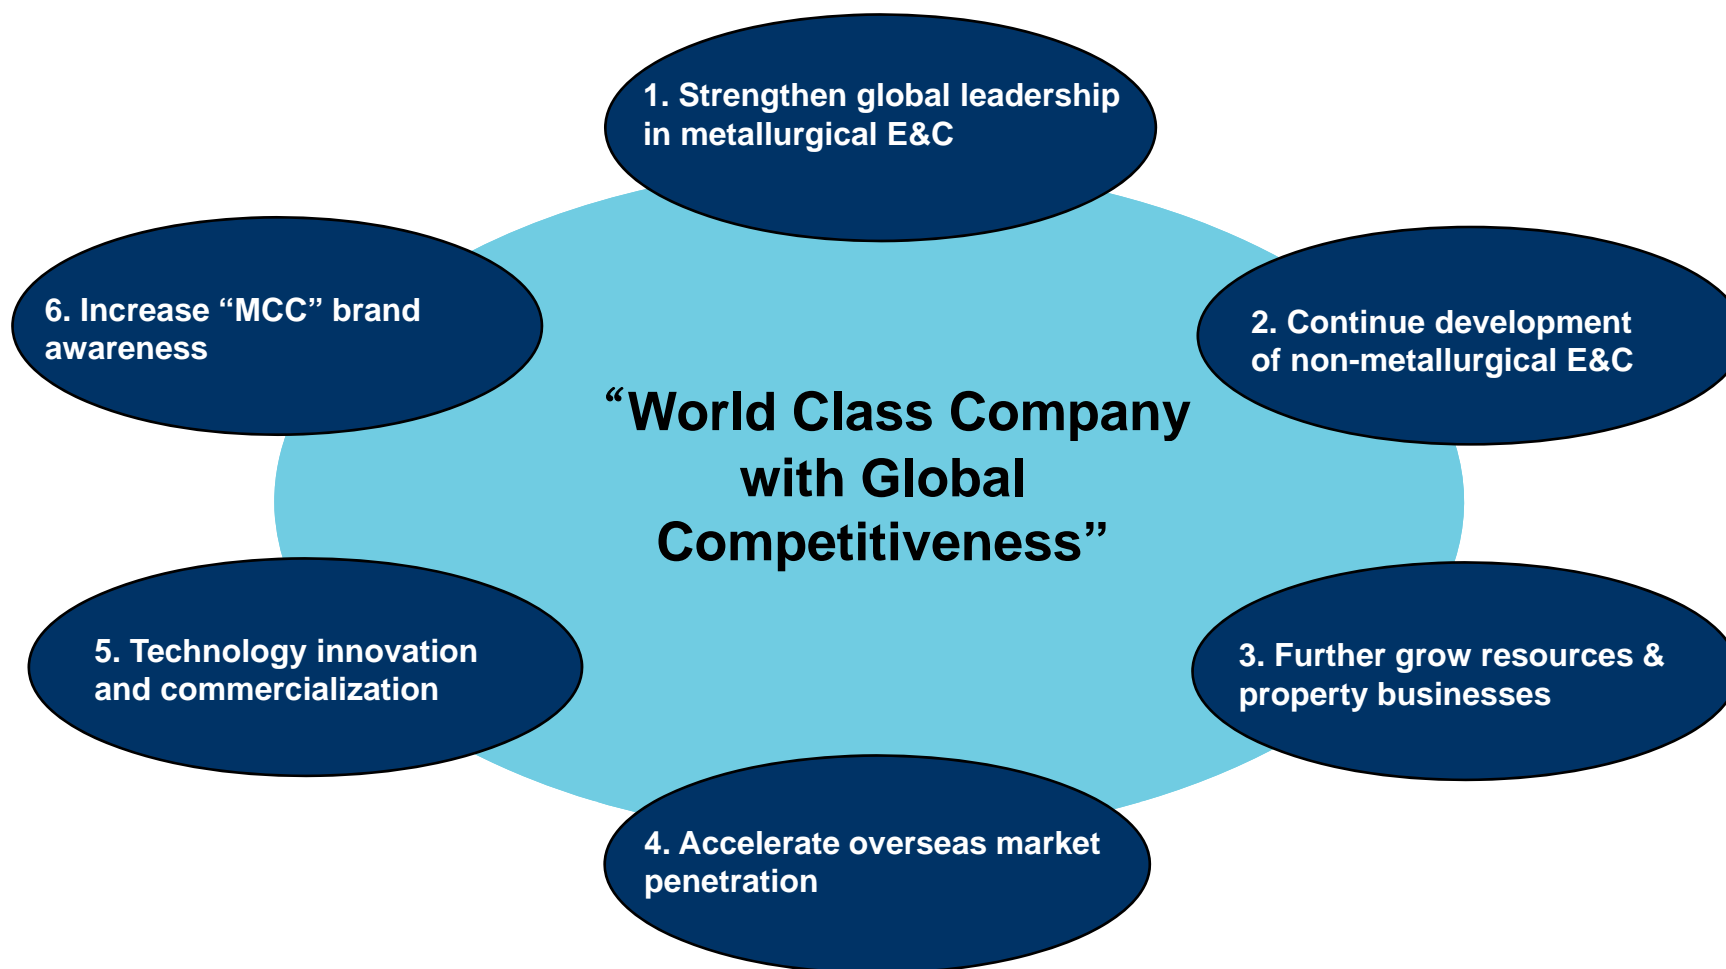 1. Strengthen global leadership
in metallurgical E&C
6. Increase “MCC” brand
awareness
2. Continue development
of non-metallurgical E&C
“World Class Company
with Global
Competitiveness”
5. Technology innovation
and commercialization
3. Further grow resources &
property businesses
4. Accelerate overseas market
penetration